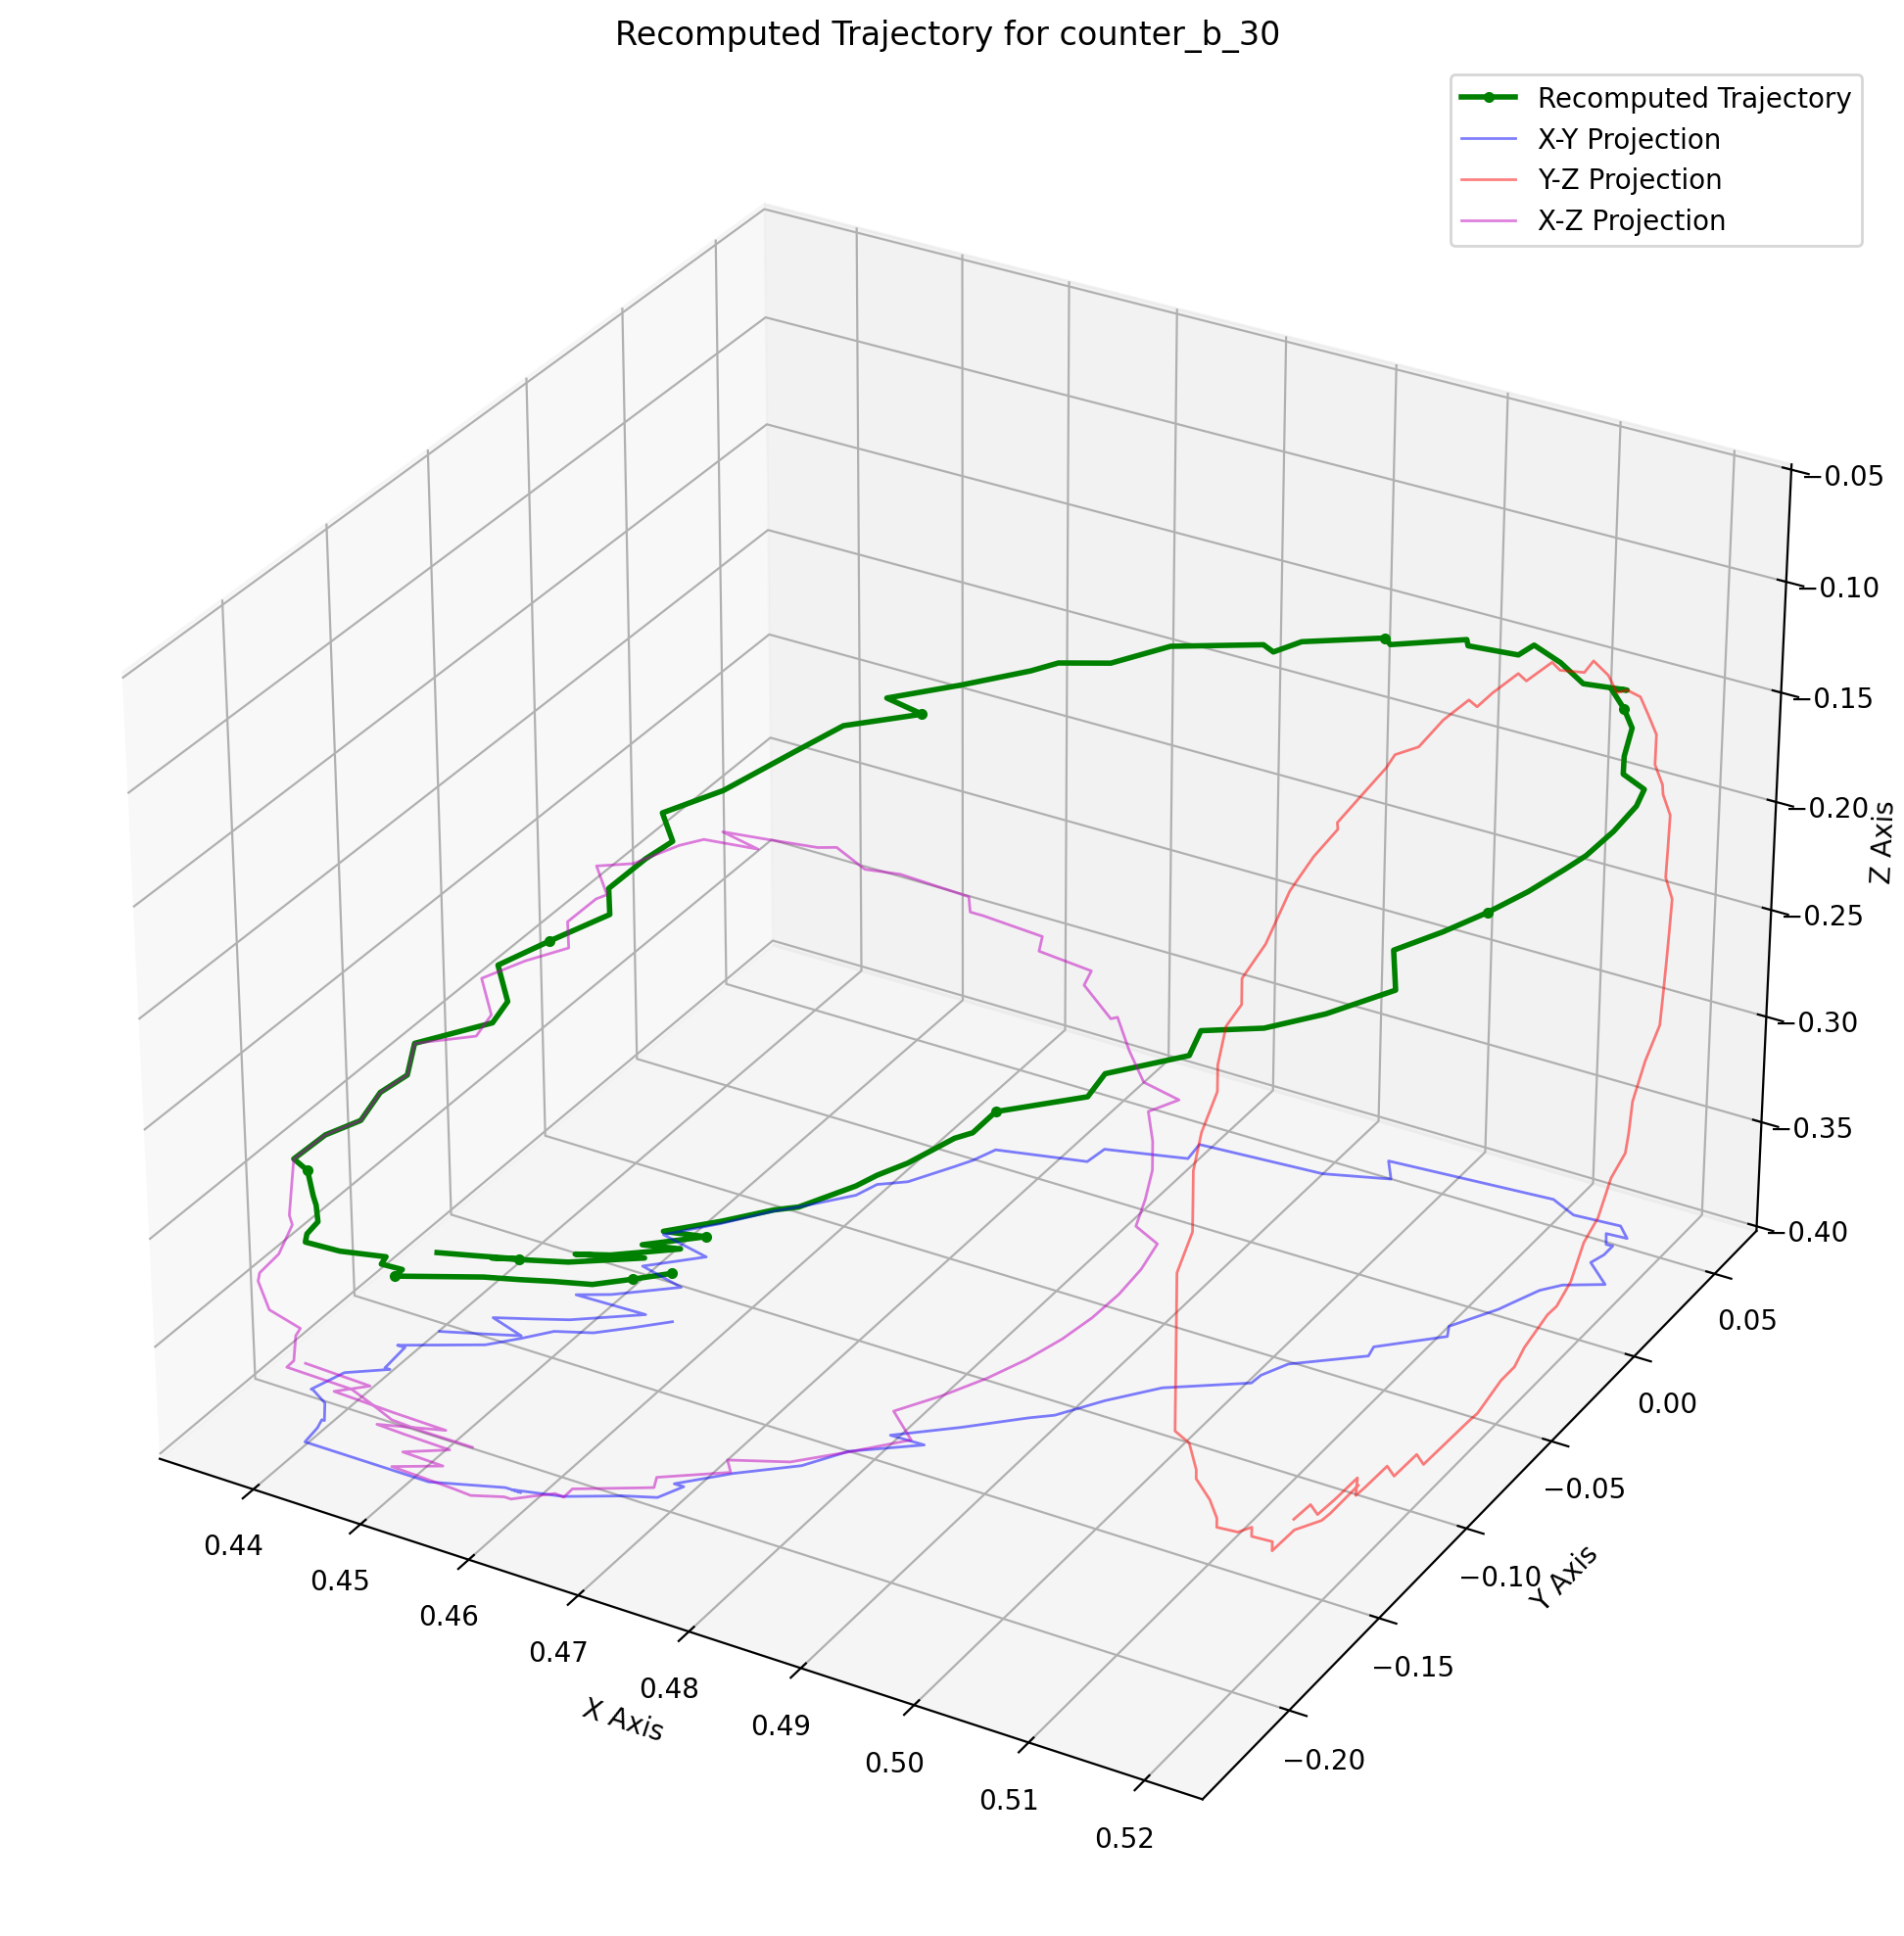 Recomputed Trajectory for counter_b_30
Recomputed Trajectory
X-Y Projection
Y-Z Projection
X-Z Projection
−0.05
−0.10
−0.15
−0.20
−0.25
−0.30
−0.35
−0.40
Z Axis
0.05
0.00
−0.05
−0.10
−0.15
−0.20
Y Axis
0.44
0.45
0.46
0.47
0.48
0.49
0.50
0.51
0.52
X Axis